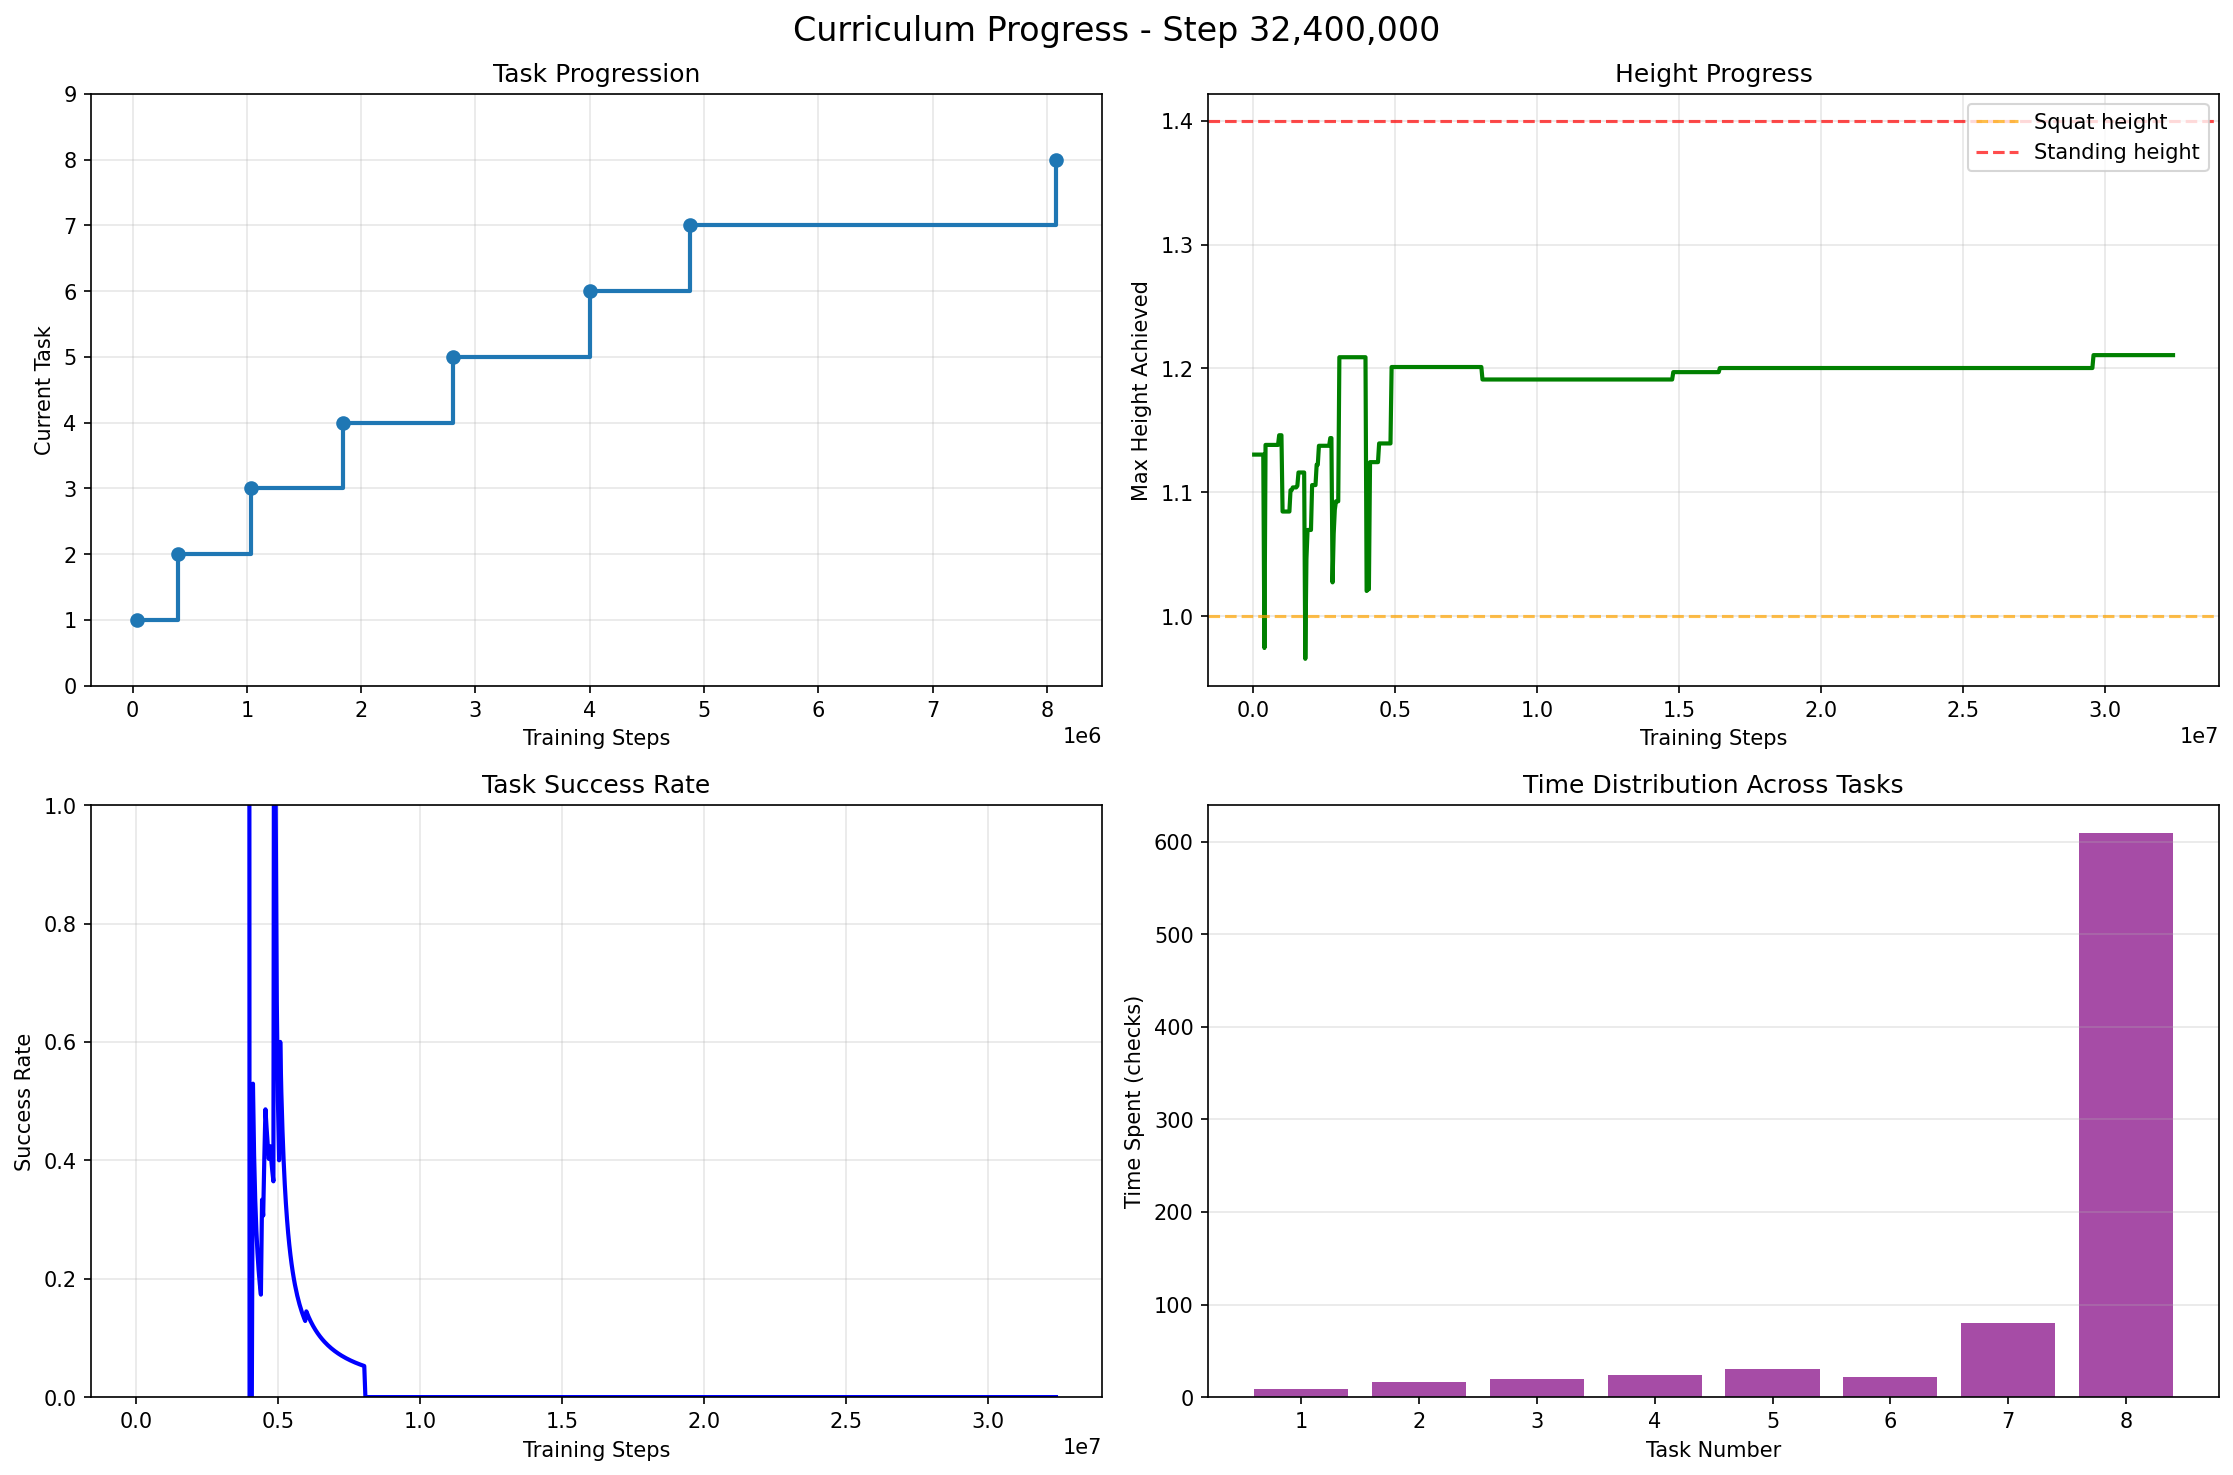 Curriculum Progress - Step 32,400,000
Task Progression
Current Task
9
8
7
6
5
4
3
2
1
0
0 1 2 3 4 5 6 7 8
1e6
Training Steps
Height Progress
Max Height Achieved
1.4
1.3
1.2
1.1
1.0
Squat height
Standing height
0.0 0.5 1.0 1.5 2.0 2.5 3.0
1e7
Training Steps
Task Success Rate
Success Rate
1.0
0.8
0.6
0.4
0.2
0.0
0.0 0.5 1.0 1.5 2.0 2.5 3.0
1e7
Training Steps
Time Distribution Across Tasks
Time Spent (checks)
600
500
400
300
200
100
0
1 2 3 4 5 6 7 8
Task Number